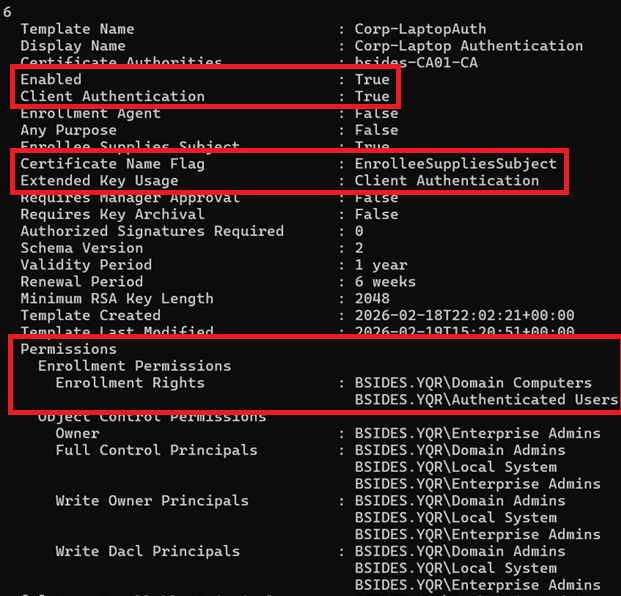 6
Template Name : Corp-LaptopAuth
Display Name : Corp-Laptop Authentication
Certificate Authorities : bsides-CA01-CA
Enabled : True
Client Authentication : True
Enrollment Agent : False
Any Purpose : False
Enrollee Supplies Subject : True
Certificate Name Flag : EnrolleeSuppliesSubject
Extended Key Usage : Client Authentication
Requires Manager Approval : False
Requires Key Archival : False
Authorized Signatures Required : 0
Schema Version : 2
Validity Period : 1 year
Renewal Period : 6 weeks
Minimum RSA Key Length : 2048
Template Created : 2026-02-18T22:02:21+00:00
Template Last Modified : 2026-02-19T15:20:51+00:00
Permissions
Enrollment Permissions
Enrollment Rights : BSIDES.YQR\Domain Computers
BSIDES.YQR\Authenticated Users
Object Control Permissions
Owner : BSIDES.YQR\Enterprise Admins
Full Control Principals : BSIDES.YQR\Domain Admins
BSIDES.YQR\Local System
BSIDES.YQR\Enterprise Admins
Write Owner Principals : BSIDES.YQR\Domain Admins
BSIDES.YQR\Local System
BSIDES.YQR\Enterprise Admins
Write Dacl Principals : BSIDES.YQR\Domain Admins
BSIDES.YQR\Local System
BSIDES.YQR\Enterprise Admins